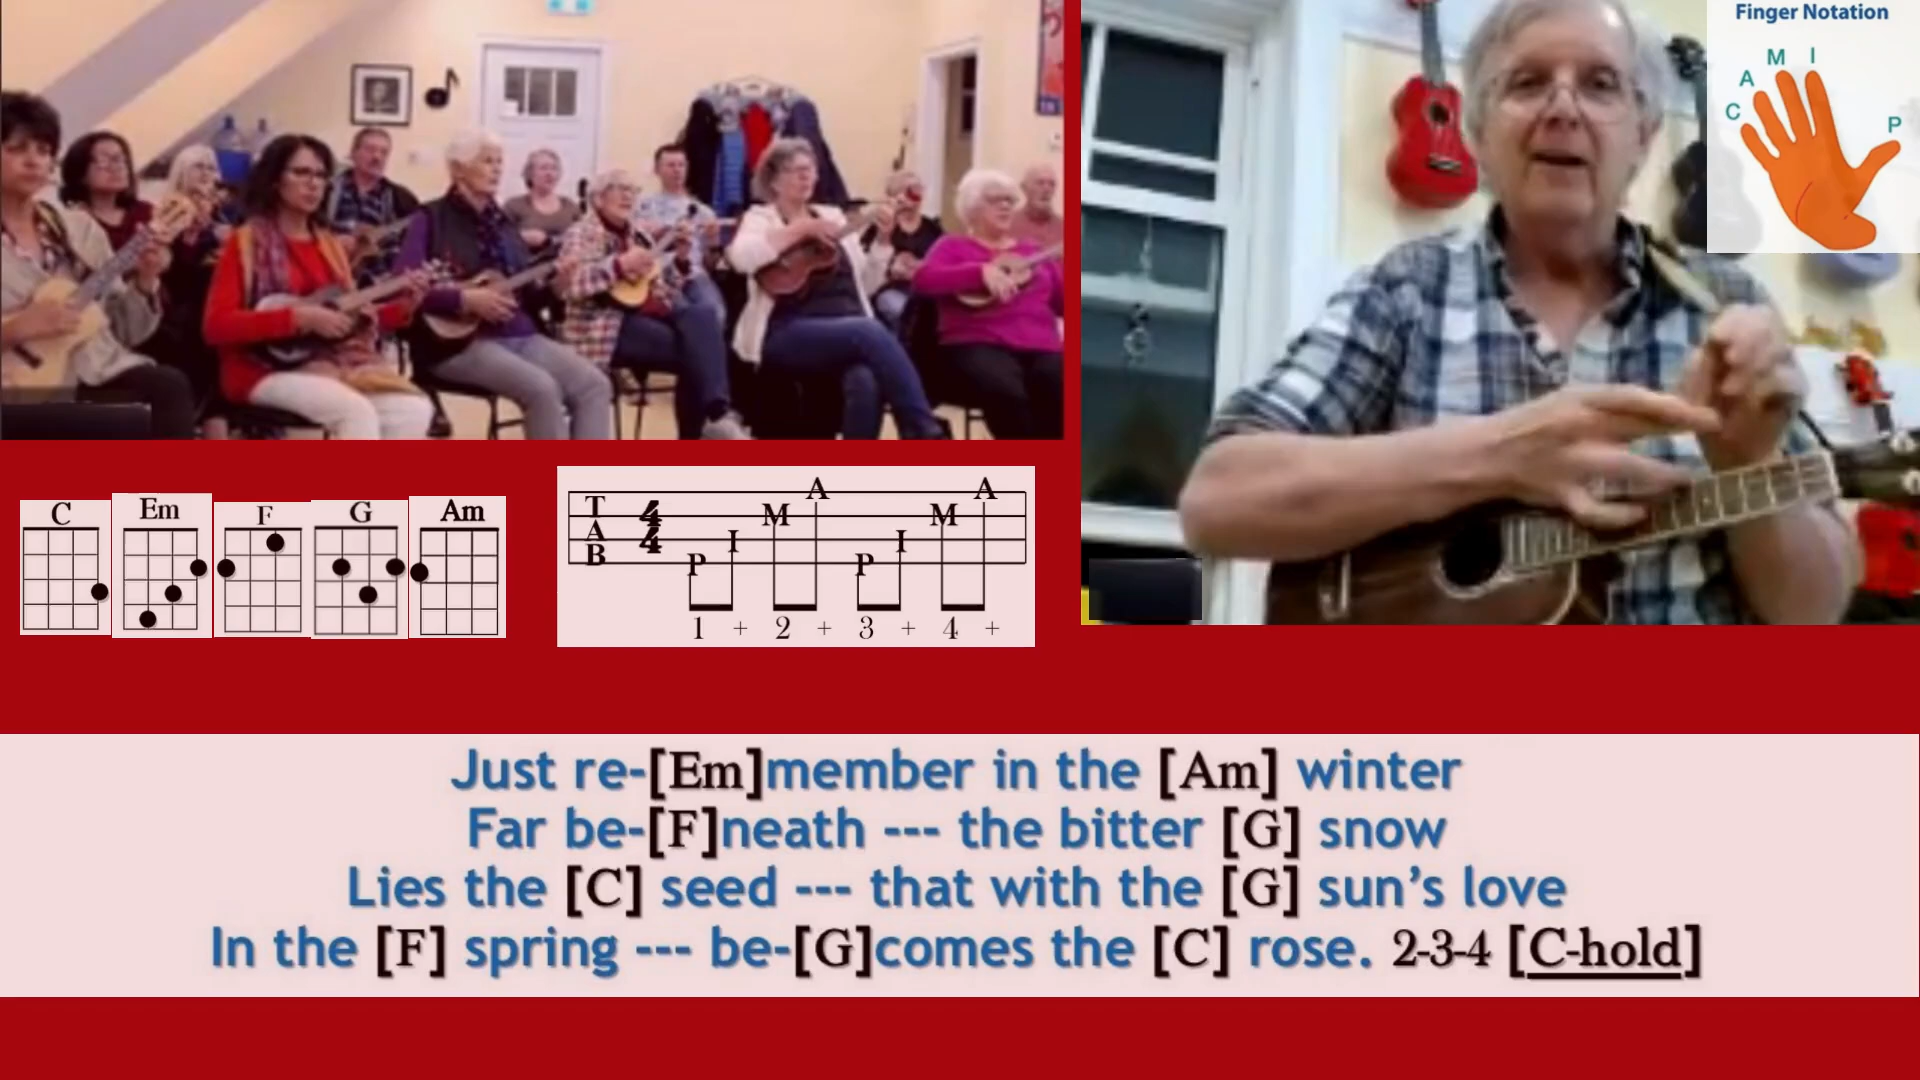 Finger Notation
M I
A
C
P
C Em F G Am
T A B 4 4 P I M A P I M A
1 + 2 + 3 + 4 +
Just re-[Em]member in the [Am] winter
Far be-[F]neath --- the bitter [G] snow
Lies the [C] seed --- that with the [G] sun’s love
In the [F] spring --- be-[G]comes the [C] rose. 2-3-4 [C-hold]